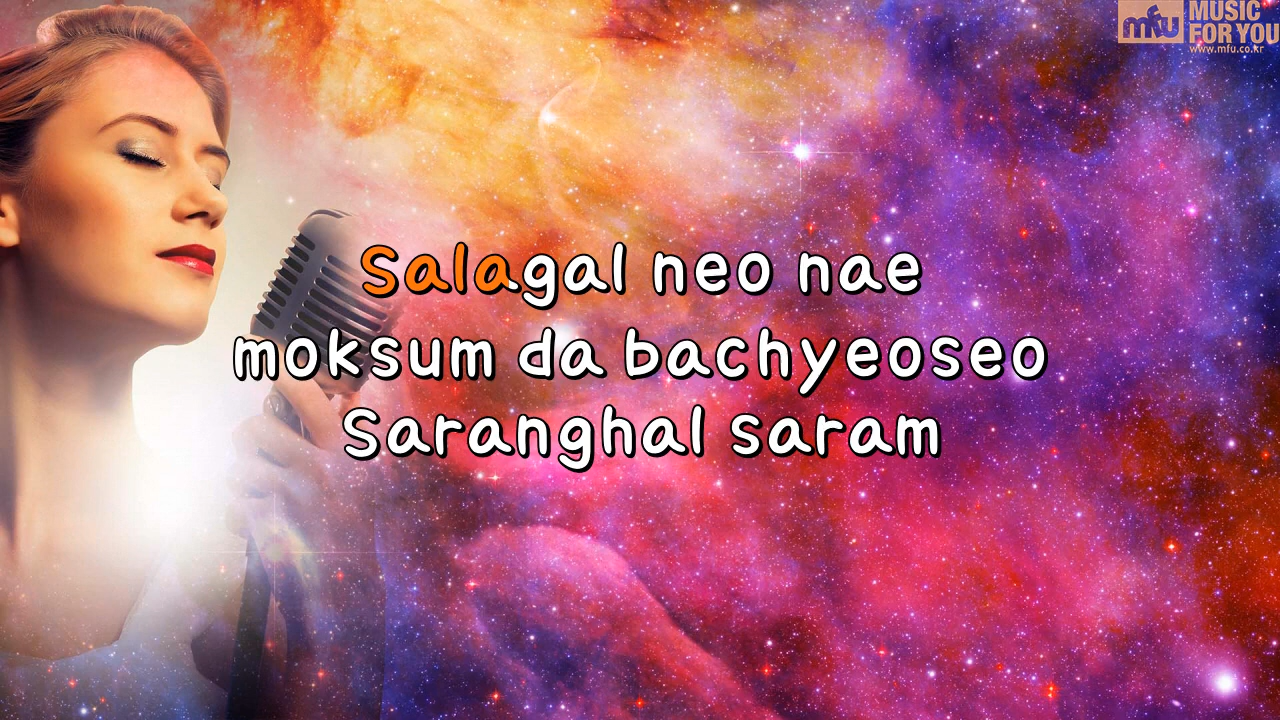 mfu MUSIC
FOR YOU
www.mfu.co.kr
Salagal neo nae
moksum da bachyeoseo
Saranghal saram